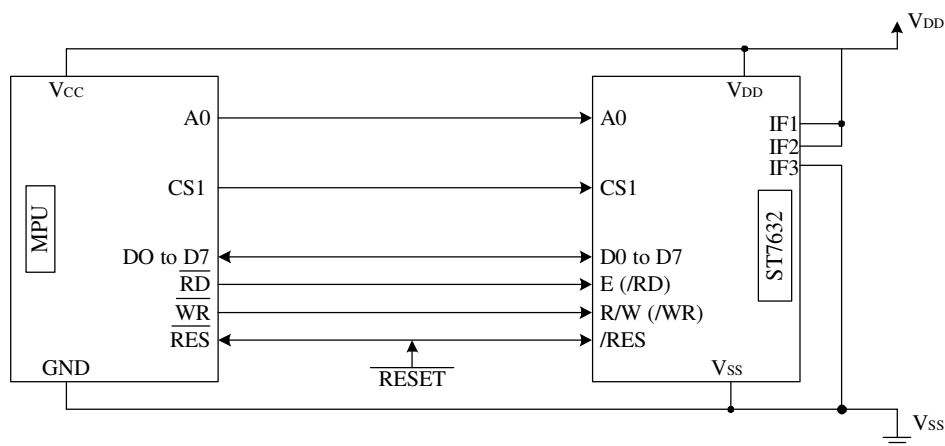 VDD
VCC
VDD
A0
A0
IF1
IF2
IF3
CS1
CS1
MPU
ST7632
DO to D7
D0 to D7
RD
E (/RD)
WR
R/W (/WR)
RES
/RES
RESET
GND
VSS
VSS